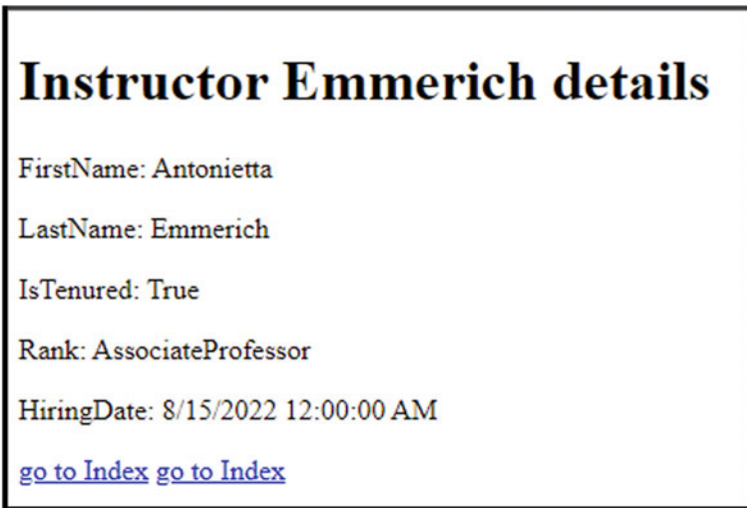 Instructor Emmerich details
FirstName: Antonietta
LastName: Emmerich
IsTenured: True
Rank: AssociateProfessor
HiringDate: 8/15/2022 12:00:00 AM
go to Index go to Index